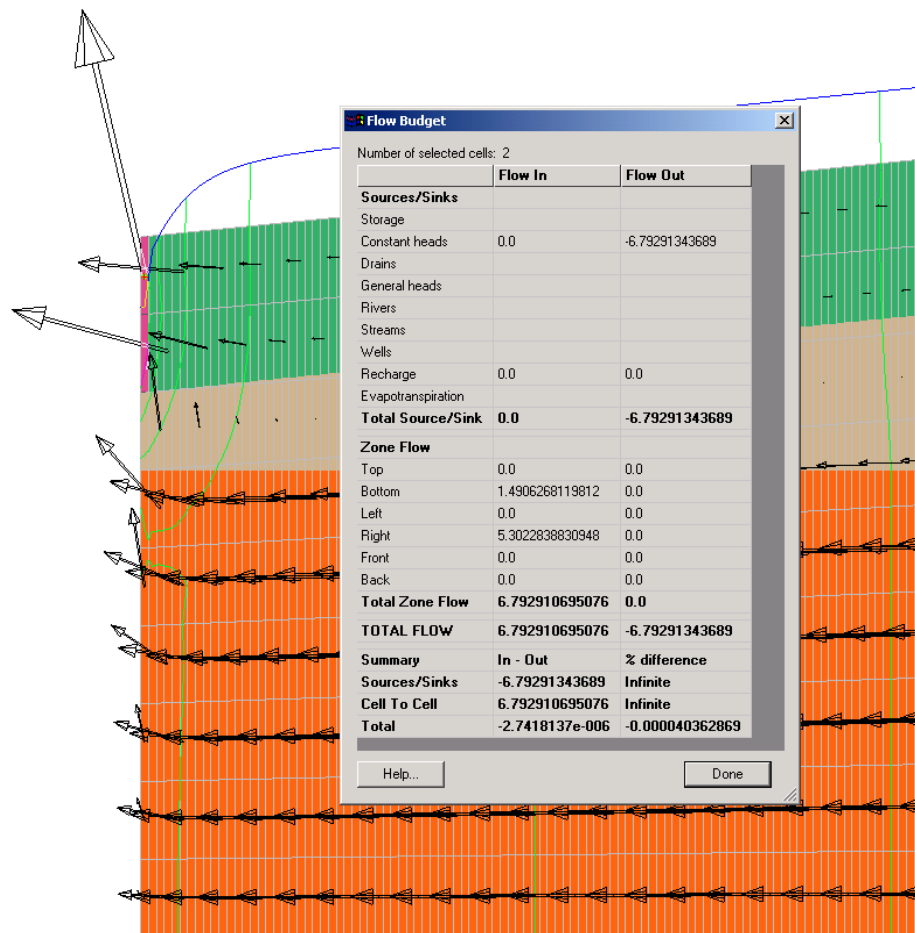 Flow Budget
Number of selected cells: 2
Flow In Flow Out
Sources/Sinks
Storage
Constant heads 0.0 -6.79291343689
Drains
General heads
Rivers
Streams
Wells
Recharge 0.0 0.0
Evapotranspiration
Total Source/Sink 0.0 -6.79291343689
Zone Flow
Top 0.0 0.0
Bottom 1.4906268119812 0.0
Left 0.0 0.0
Right 5.3022838830948 0.0
Front 0.0 0.0
Back 0.0 0.0
Total Zone Flow 6.792910695076 0.0
TOTAL FLOW 6.792910695076 -6.79291343689
Summary In - Out % difference
Sources/Sinks -6.79291343689 Infinite
Cell To Cell 6.792910695076 Infinite
Total -2.7418137e-006 -0.000040362869
Help... Done